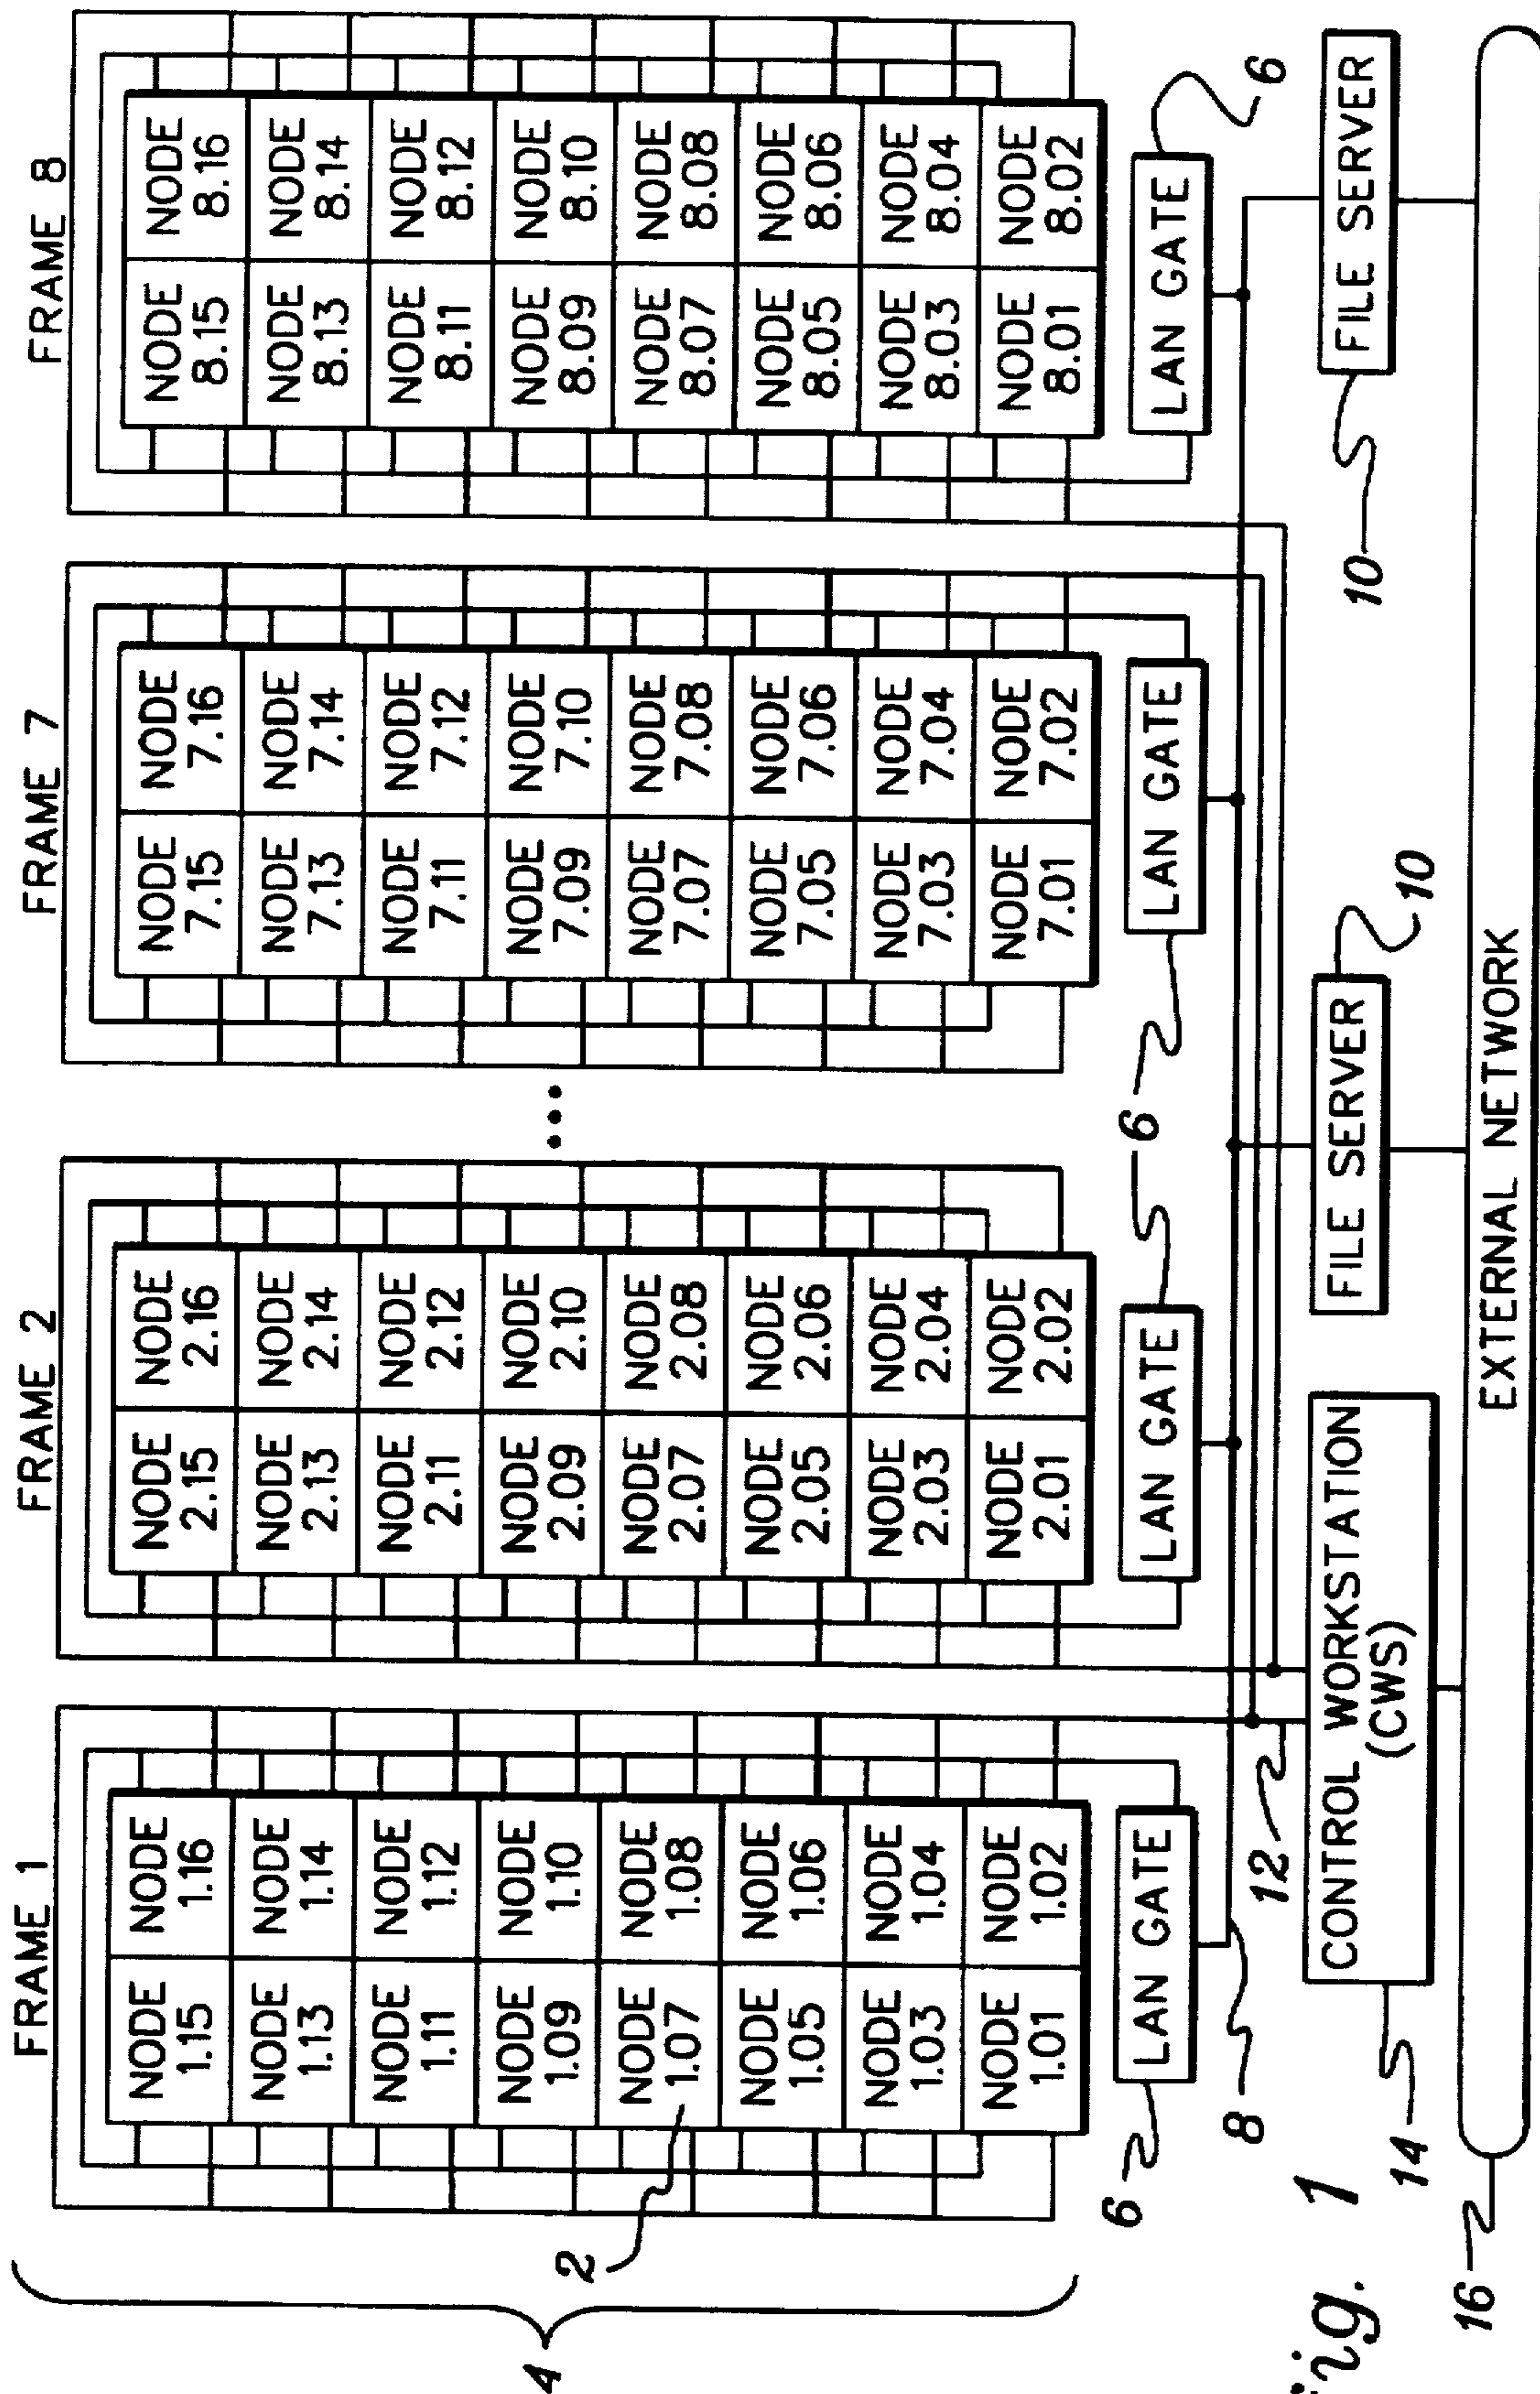 FRAME 1
FRAME 2
FRAME 7
FRAME 8
NODE 1.15
NODE 1.16
NODE 1.13
NODE 1.14
NODE 1.11
NODE 1.12
NODE 1.09
NODE 1.10
NODE 1.07
NODE 1.08
NODE 1.05
NODE 1.06
NODE 1.03
NODE 1.04
NODE 1.01
NODE 1.02
NODE 2.15
NODE 2.16
NODE 2.13
NODE 2.14
NODE 2.11
NODE 2.12
NODE 2.09
NODE 2.10
NODE 2.07
NODE 2.08
NODE 2.05
NODE 2.06
NODE 2.03
NODE 2.04
NODE 2.01
NODE 2.02
...
NODE 7.15
NODE 7.16
NODE 7.13
NODE 7.14
NODE 7.11
NODE 7.12
NODE 7.09
NODE 7.10
NODE 7.07
NODE 7.08
NODE 7.05
NODE 7.06
NODE 7.03
NODE 7.04
NODE 7.01
NODE 7.02
NODE 8.15
NODE 8.16
NODE 8.13
NODE 8.14
NODE 8.11
NODE 8.12
NODE 8.09
NODE 8.10
NODE 8.07
NODE 8.08
NODE 8.05
NODE 8.06
NODE 8.03
NODE 8.04
NODE 8.01
NODE 8.02
4
2
6
LAN GATE
LAN GATE
6
6
LAN GATE
LAN GATE
6
8
12
CONTROL WORKSTATION
(CWS)
14
FILE SERVER
10
10
FILE SERVER
EXTERNAL NETWORK
16
ig. 1